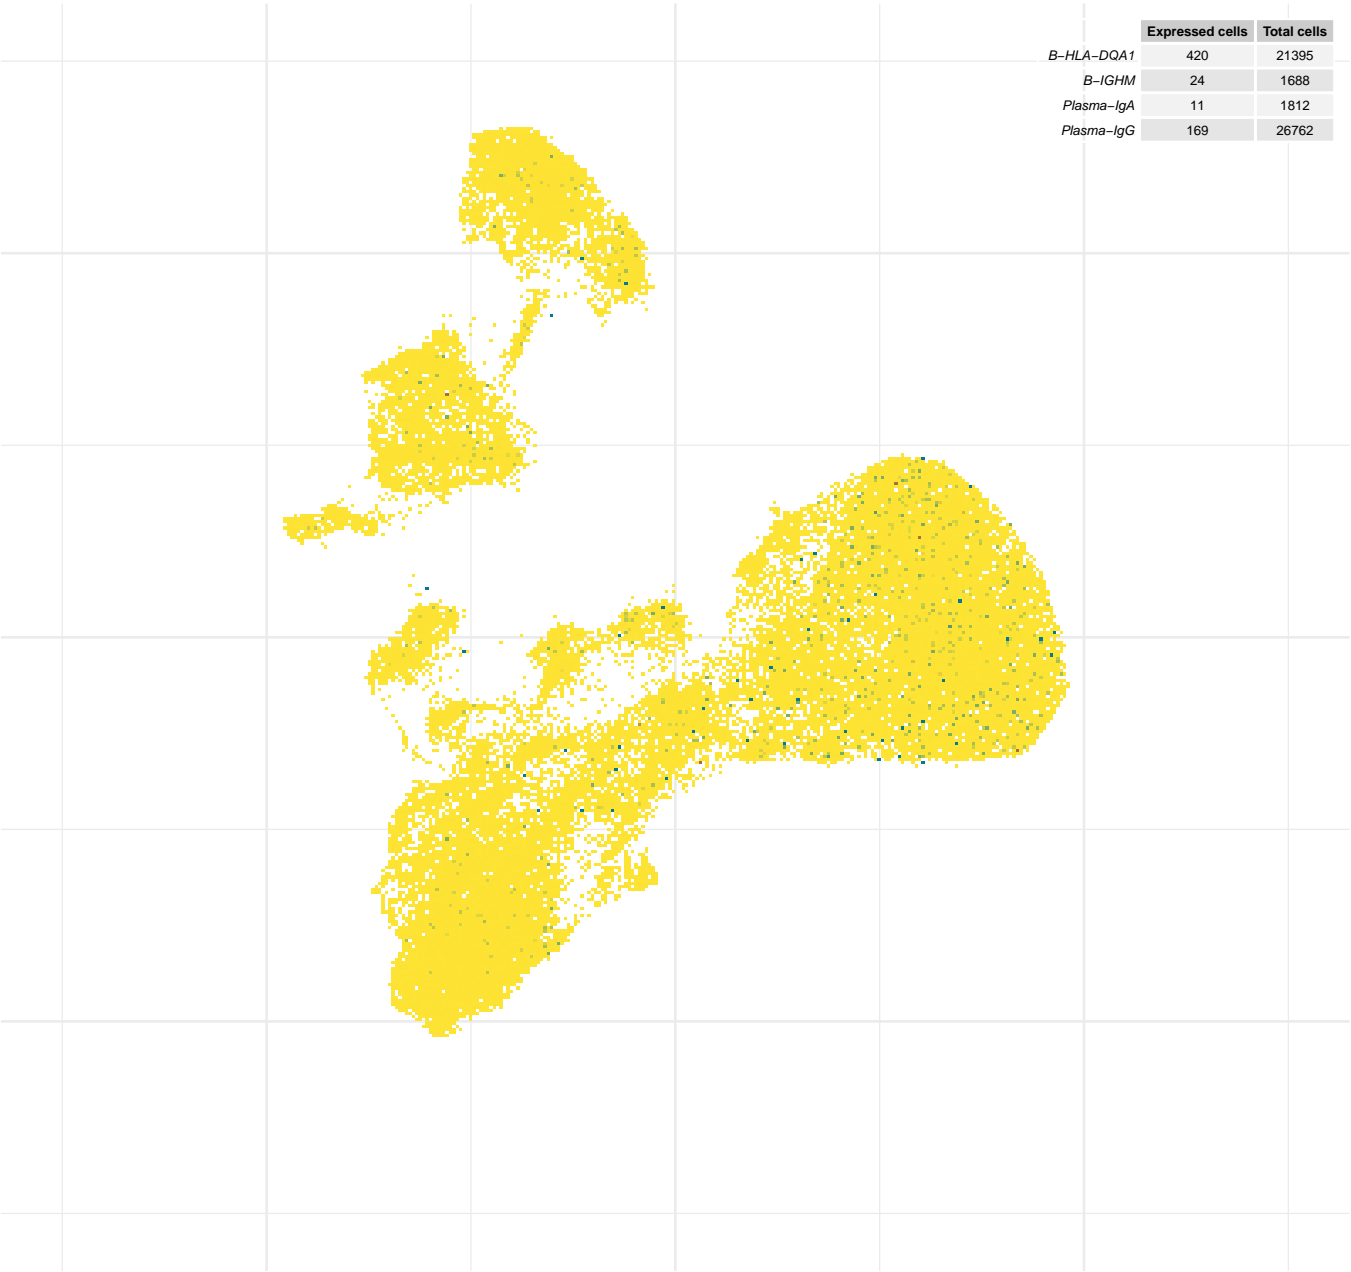 Expressed cells Total cells
B−HLA−DQA1 420 21395
B−IGHM 24 1688
Plasma−IgA 11 1812
Plasma−IgG 169 26762